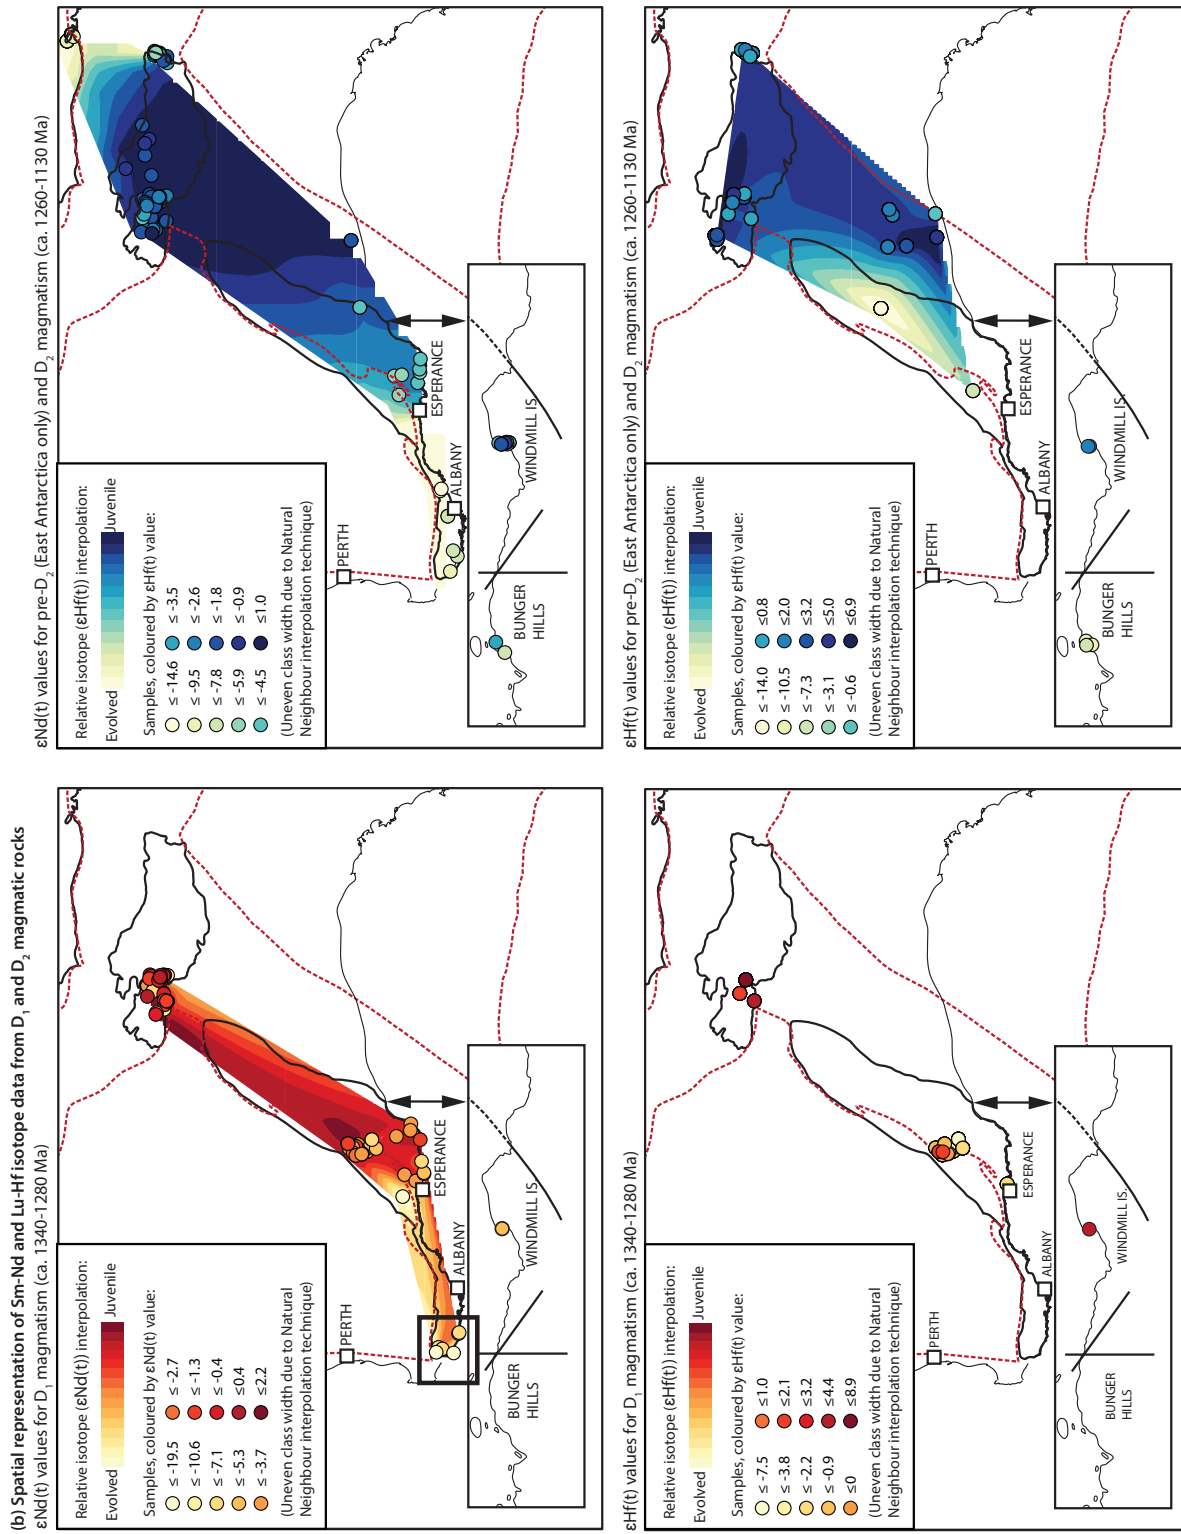 (b) Spatial representation of Sm-Nd and Lu-Hf isotope data from D1 and D2 magmatic rocks
εNd(t) values for D1 magmatism (ca. 1340-1280 Ma)
Relative isotope (εNd(t)) interpolation:
Evolved Juvenile
Samples, coloured by εNd(t) value:
≤ -19.5 ≤ -2.7
≤ -10.6 ≤ -1.3
≤ -7.1 ≤ -0.4
≤ -5.3 ≤0.4
≤ -3.7 ≤2.2
(Uneven class width due to Natural
Neighbour interpolation technique)
PERTH
ALBANY
ESPERANCE
BUNGER
HILLS
WINDMILL IS.
εNd(t) values for pre-D2 (East Antarctica only) and D2 magmatism (ca. 1260-1130 Ma)
Relative isotope (εHf(t)) interpolation:
Evolved Juvenile
Samples, coloured by εHf(t) value:
≤ -14.6 ≤ -3.5
≤ -9.5 ≤ -2.6
≤ -7.8 ≤ -1.8
≤ -5.9 ≤ -0.9
≤ -4.5 ≤ 1.0
(Uneven class width due to Natural
Neighbour interpolation technique)
PERTH
ALBANY
ESPERANCE
BUNGER
HILLS
WINDMILL IS.
εHf(t) values for D1 magmatism (ca. 1340-1280 Ma)
Relative isotope (εHf(t)) interpolation:
Evolved Juvenile
Samples, coloured by εHf(t) value:
≤ -7.5 ≤1.0
≤ -3.8 ≤2.1
≤ -2.2 ≤3.2
≤ -0.9 ≤4.4
≤0 ≤8.9
(Uneven class width due to Natural
Neighbour interpolation technique)
PERTH
ALBANY
ESPERANCE
BUNGER
HILLS
WINDMILL IS.
εHf(t) values for pre-D2 (East Antarctica only) and D2 magmatism (ca. 1260-1130 Ma)
Relative isotope (εHf(t)) interpolation:
Evolved Juvenile
Samples, coloured by εHf(t) value:
≤ -14.0 ≤0.8
≤ -10.5 ≤2.0
≤ -7.3 ≤3.2
≤ -3.1 ≤5.0
≤ -0.6 ≤6.9
(Uneven class width due to Natural
Neighbour interpolation technique)
PERTH
ALBANY
ESPERANCE
BUNGER
HILLS
WINDMILL IS.